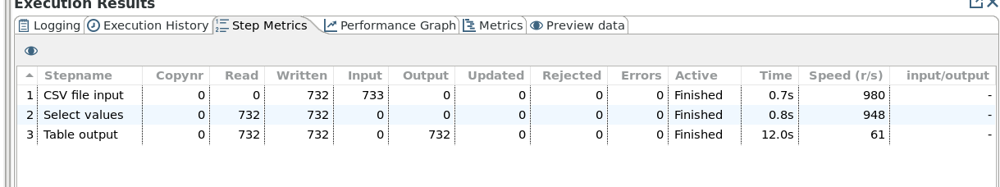 Execution Results
Logging Execution History Step Metrics Performance Graph Metrics Preview data
Stepname Copynr Read Written Input Output Updated Rejected Errors Active Time Speed (r/s) input/output
1 CSV file input 0 0 732 733 0 0 0 0 Finished 0.7s 980 -
2 Select values 0 732 732 0 0 0 0 0 Finished 0.8s 948 -
3 Table output 0 732 732 0 732 0 0 0 Finished 12.0s 61 -